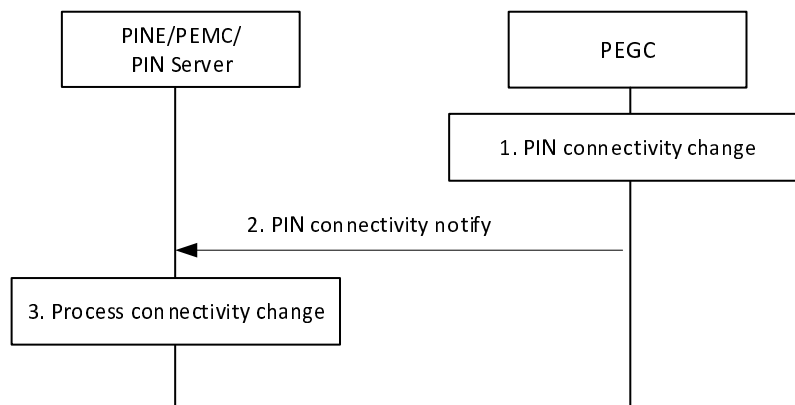 PINE/PEMC/
PIN Server
PEGC
1. PIN connectivity change
2. PIN connectivity notify
3. Process connectivity change